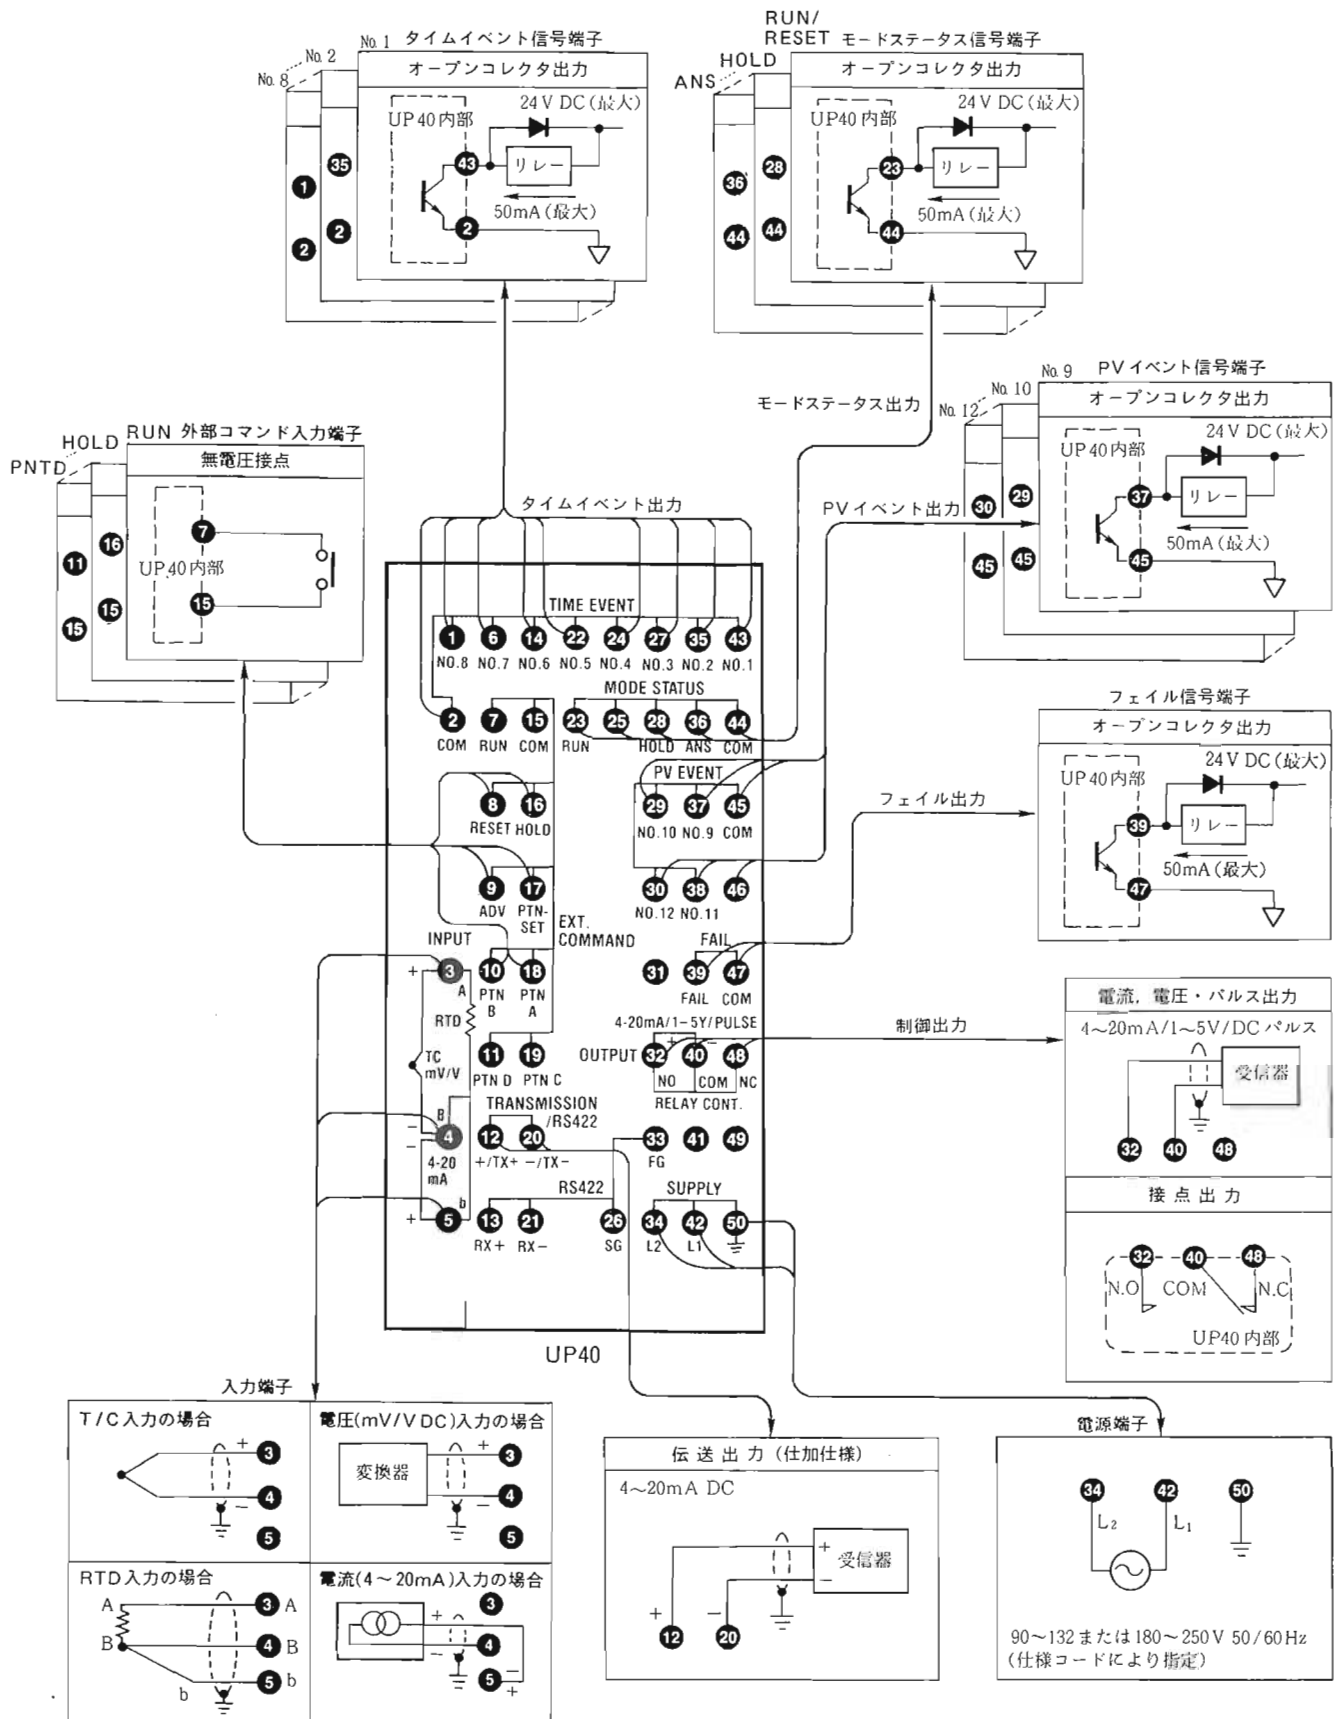 No. 1 タイムイベント信号端子
No. 2
No. 8
オープンコレクタ出力
24V DC(最大)
UP40内部
43
リレー
50mA(最大)
2
35
2
1
2
RUN/
RESET モードステータス信号端子
HOLD
ANS
オープンコレクタ出力
24V DC(最大)
UP40内部
23
リレー
50mA(最大)
44
28
44
36
44
モードステータス出力
No. 9 PVイベント信号端子
No. 10
No. 12
オープンコレクタ出力
24V DC(最大)
UP40内部
37
リレー
50mA(最大)
45
29
45
30
45
PVイベント出力
RUN 外部コマンド入力端子
HOLD
PNTD
無電圧接点
7
UP40内部
15
16
15
11
15
タイムイベント出力
TIME EVENT
1 6 14 22 24 27 35 43
NO.8 NO.7 NO.6 NO.5 NO.4 NO.3 NO.2 NO.1
MODE STATUS
2 7 15 23 25 28 36 44
COM RUN COM RUN HOLD ANS COM
PV EVENT
8 16 29 37 45
RESET HOLD NO.10 NO.9 COM
9 17 30 38 46
ADV PTN-
SET
NO.12 NO.11
EXT.
COMMAND
INPUT
FAIL
+ 3 10 18 31 39 47
A PTN
B
PTN
A
FAIL COM
RTD
4-20mA/1-5Y/PULSE
+ −
TC
mV/V
11 19 OUTPUT 32 40 48
PTN D PTN C NO COM NC
RELAY CONT.
TRANSMISSION
/RS422
B
−
−
4 12 20 33 41 49
+/TX+ −/TX− FG
4-20
mA
RS422 SUPPLY
b
+ 5 13 21 26 34 42 50
RX+ RX− SG L2 L1
UP40
フェイル信号端子
オープンコレクタ出力
24V DC(最大)
UP40内部
39
リレー
50mA(最大)
47
フェイル出力
制御出力
電流,電圧・パルス出力
4〜20mA/1〜5V/DCパルス
受信器
32 40 48
接点出力
32 40 48
N.O COM N.C
UP40内部
入力端子
T/C入力の場合
+ 3
4
−
5
電圧(mV/V DC)入力の場合
変換器
+ 3
4
−
5
RTD入力の場合
A 3 A
B 4 B
b 5 b
電流(4〜20mA)入力の場合
3
+
4
−
5 −
+
伝送出力(仕加仕様)
4〜20mA DC
+
−
受信器
+ −
12 20
電源端子
34 42 50
L2 L1
90〜132または180〜250V 50/60Hz
(仕様コードにより指定)